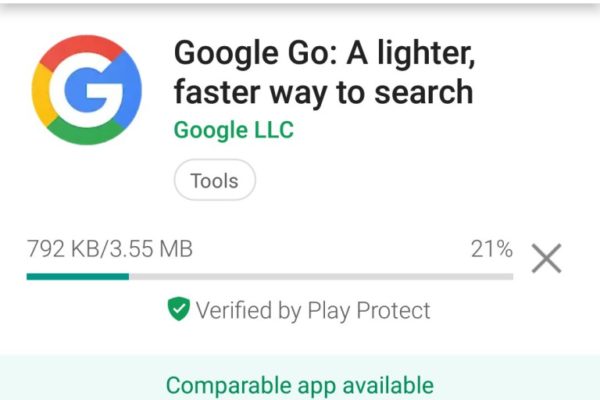 G
Google Go: A lighter,
faster way to search
Google LLC
Tools
792 KB/3.55 MB 21%
Verified by Play Protect
Comparable app available